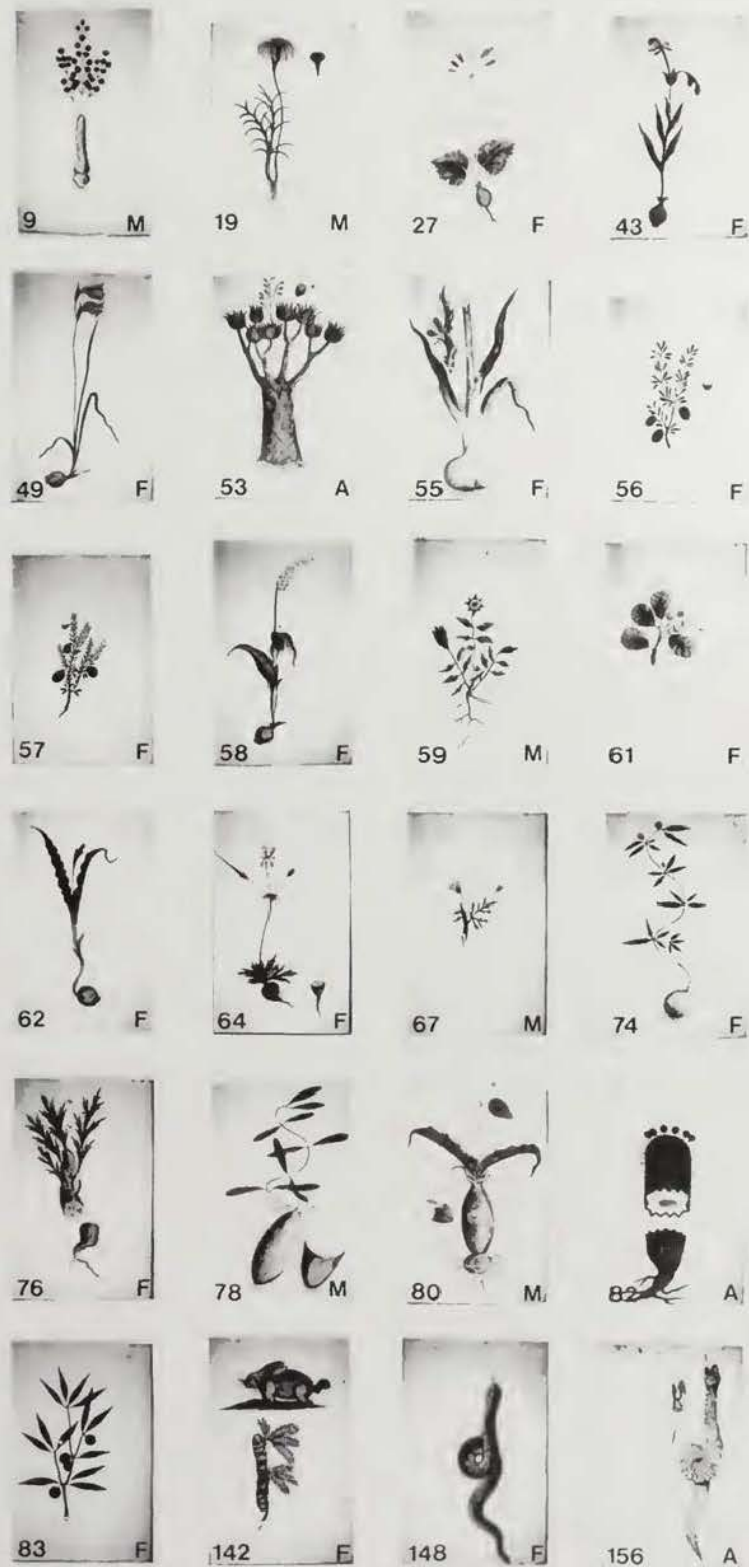 9 M 19 M 27 F 43 F
49 F 53 A 55 F 56 F
57 F 58 F 59 M 61 F
62 F 64 F 67 M 74 F
76 F 78 M 80 M 82 A
83 F 142 F 148 F 156 A